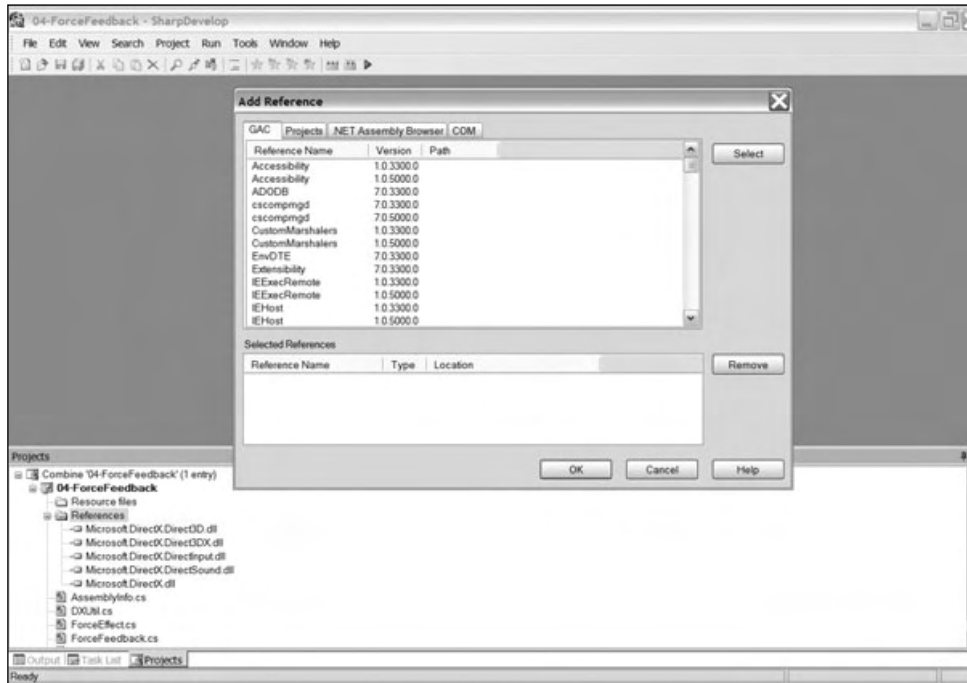 04-ForceFeedback - SharpDevelop
File Edit View Search Project Run Tools Window Help
Add Reference
GAC Projects .NET Assembly Browser COM
Reference Name Version Path
Accessibility 1.0.3300.0
Accessibility 1.0.5000.0
ADODB 7.0.3300.0
cscompmgd 7.0.3300.0
cscompmgd 7.0.5000.0
CustomMarshalers 1.0.3300.0
CustomMarshalers 1.0.5000.0
EnvDTE 7.0.3300.0
Extensibility 7.0.3300.0
IEExecRemote 1.0.3300.0
IEExecRemote 1.0.5000.0
IEHost 1.0.3300.0
IEHost 1.0.5000.0
Select
Selected References
Reference Name Type Location
Remove
OK Cancel Help
Projects
Combine '04-ForceFeedback' (1 entry)
04-ForceFeedback
Resource files
References
Microsoft.DirectX.Direct3D.dll
Microsoft.DirectX.Direct3DX.dll
Microsoft.DirectX.DirectInput.dll
Microsoft.DirectX.DirectSound.dll
Microsoft.DirectX.dll
AssemblyInfo.cs
DXUtil.cs
ForceEffect.cs
ForceFeedback.cs
Output Task List Projects
Ready